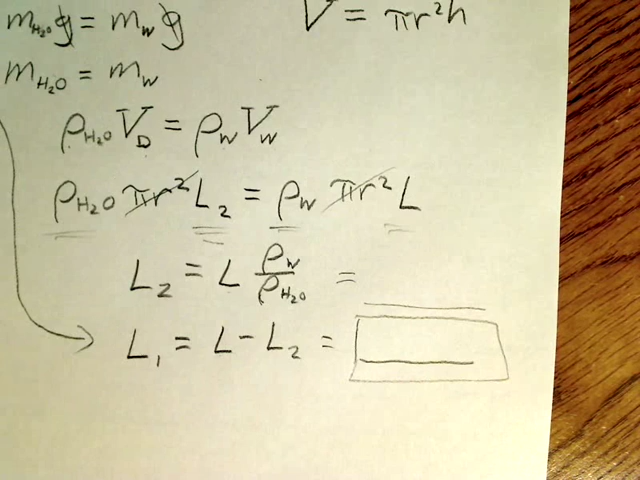 m_H₂O g = m_W g V = πr²h
m_H₂O = m_W
ρ_H₂O V_D = ρ_W V_W
ρ_H₂O πr² L₂ = ρ_W πr² L
L₂ = L ρ_W/ρ_H₂O =
L₁ = L - L₂ =